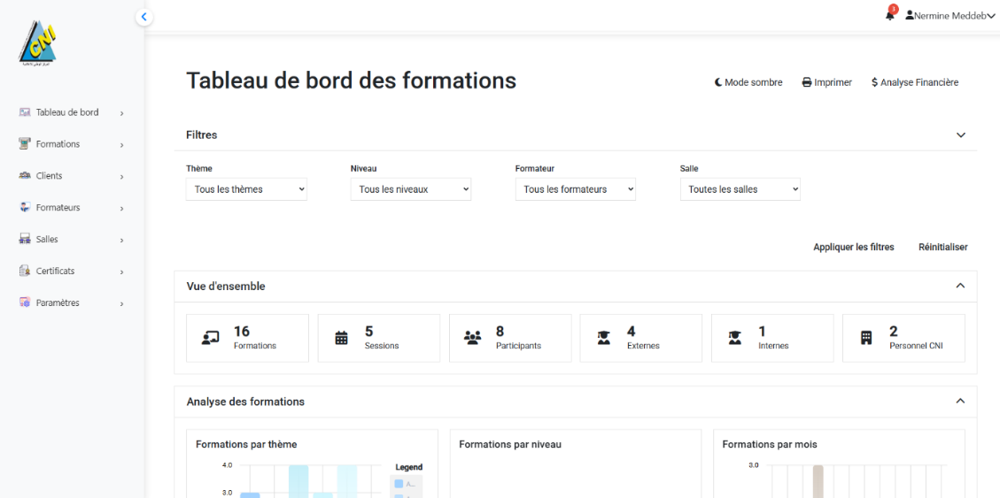 3
Nermine Meddeb
CNI
Tableau de bord des formations
Mode sombre
Imprimer
$ Analyse Financière
Tableau de bord
Formations
Clients
Formateurs
Salles
Certificats
Paramètres
Filtres
Thème
Niveau
Formateur
Salle
Tous les thèmes
Tous les niveaux
Tous les formateurs
Toutes les salles
Appliquer les filtres
Réinitialiser
Vue d'ensemble
16
Formations
5
Sessions
8
Participants
4
Externes
1
Internes
2
Personnel CNI
Analyse des formations
Formations par thème
4.0
3.0
Legend
A...
Formations par niveau
Formations par mois
3.0